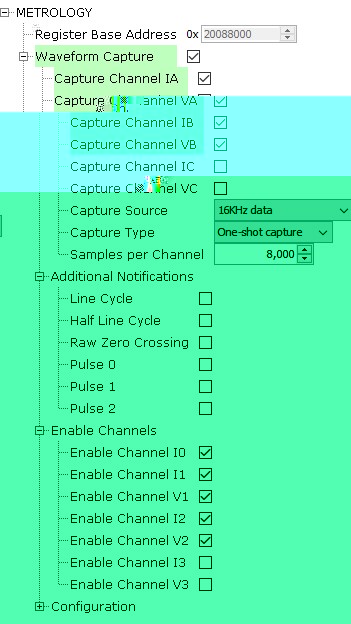 METROLOGY
Register Base Address 0x 20088000
Waveform Capture
Capture Channel IA
Capture Channel VA
Capture Channel IB
Capture Channel VB
Capture Channel IC
Capture Channel VC
Capture Source 16KHz data
Capture Type One-shot capture
Samples per Channel 8,000
Additional Notifications
Line Cycle
Half Line Cycle
Raw Zero Crossing
Pulse 0
Pulse 1
Pulse 2
Enable Channels
Enable Channel I0
Enable Channel I1
Enable Channel V1
Enable Channel I2
Enable Channel V2
Enable Channel I3
Enable Channel V3
Configuration